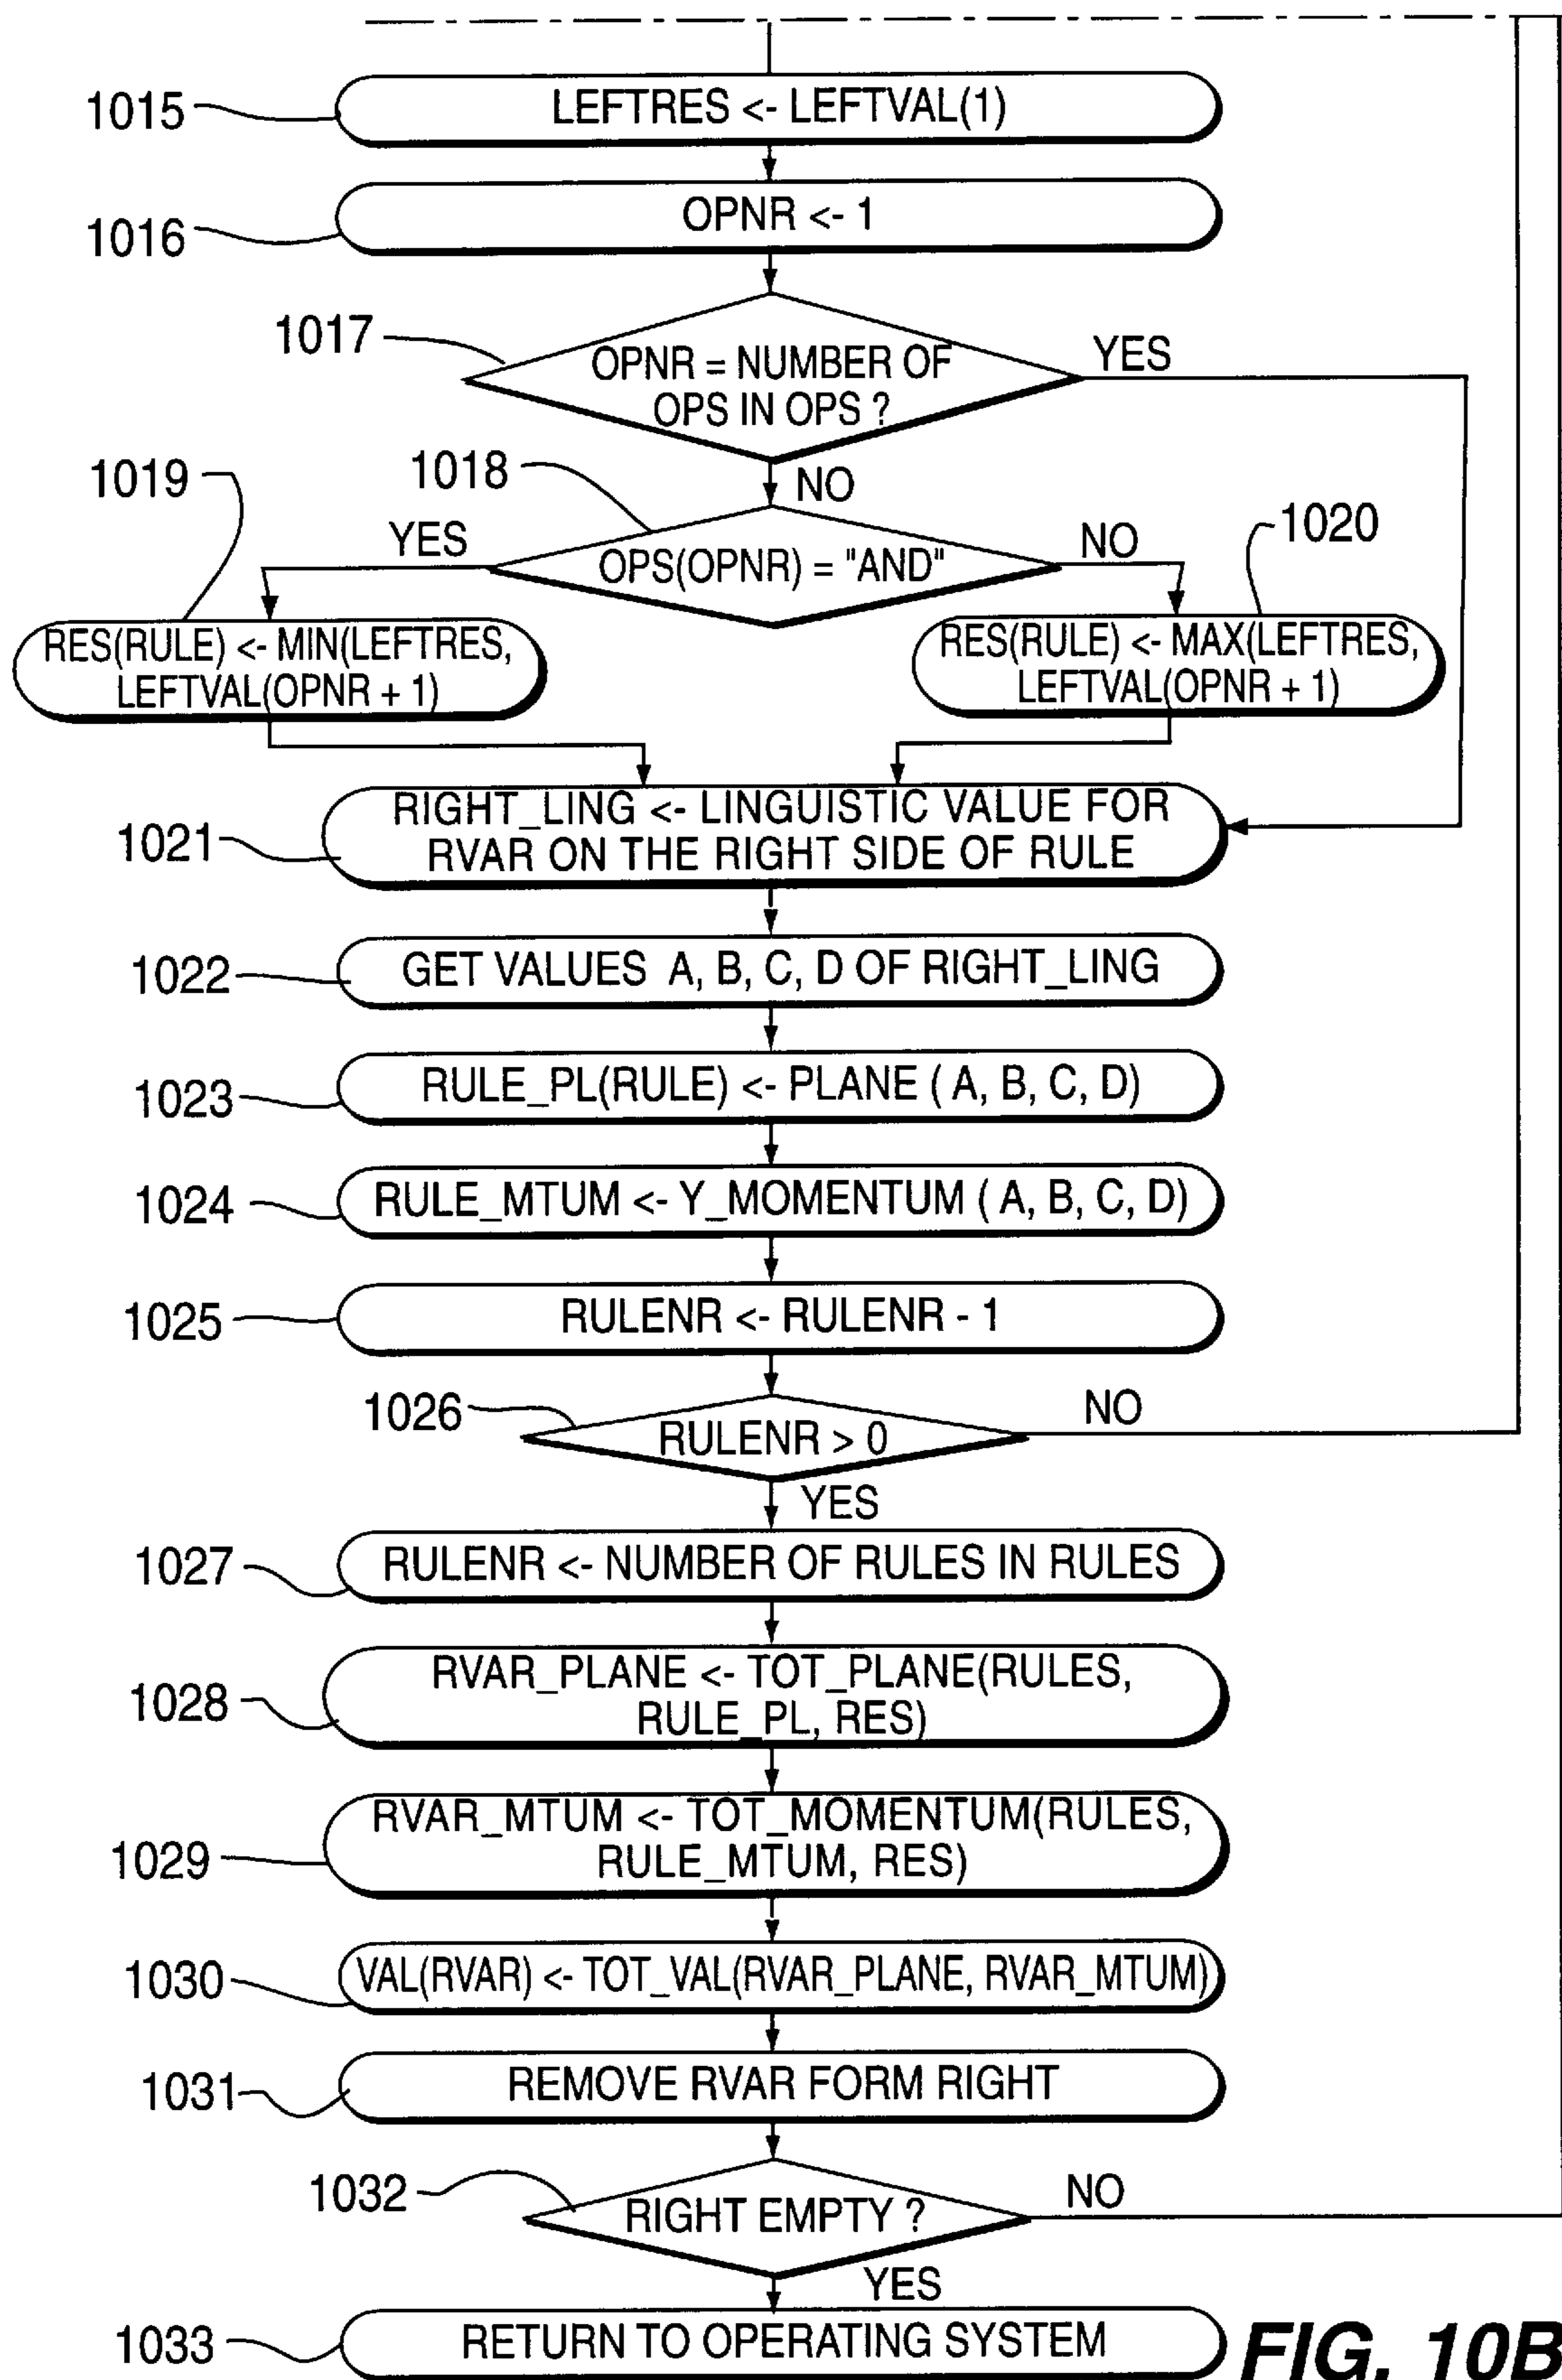 1015
LEFTRES <- LEFTVAL(1)
1016
OPNR <- 1
1017
OPNR = NUMBER OF
OPS IN OPS ?
YES
NO
1018
1019
YES
OPS(OPNR) = "AND"
NO
1020
RES(RULE) <- MIN(LEFTRES,
LEFTVAL(OPNR + 1)
RES(RULE) <- MAX(LEFTRES,
LEFTVAL(OPNR + 1)
1021
RIGHT_LING <- LINGUISTIC VALUE FOR
RVAR ON THE RIGHT SIDE OF RULE
1022
GET VALUES A, B, C, D OF RIGHT_LING
1023
RULE_PL(RULE) <- PLANE ( A, B, C, D)
1024
RULE_MTUM <- Y_MOMENTUM ( A, B, C, D)
1025
RULENR <- RULENR - 1
1026
RULENR > 0
NO
YES
1027
RULENR <- NUMBER OF RULES IN RULES
1028
RVAR_PLANE <- TOT_PLANE(RULES,
RULE_PL, RES)
1029
RVAR_MTUM <- TOT_MOMENTUM(RULES,
RULE_MTUM, RES)
1030
VAL(RVAR) <- TOT_VAL(RVAR_PLANE, RVAR_MTUM)
1031
REMOVE RVAR FORM RIGHT
1032
RIGHT EMPTY ?
NO
YES
1033
RETURN TO OPERATING SYSTEM
FIG. 10B